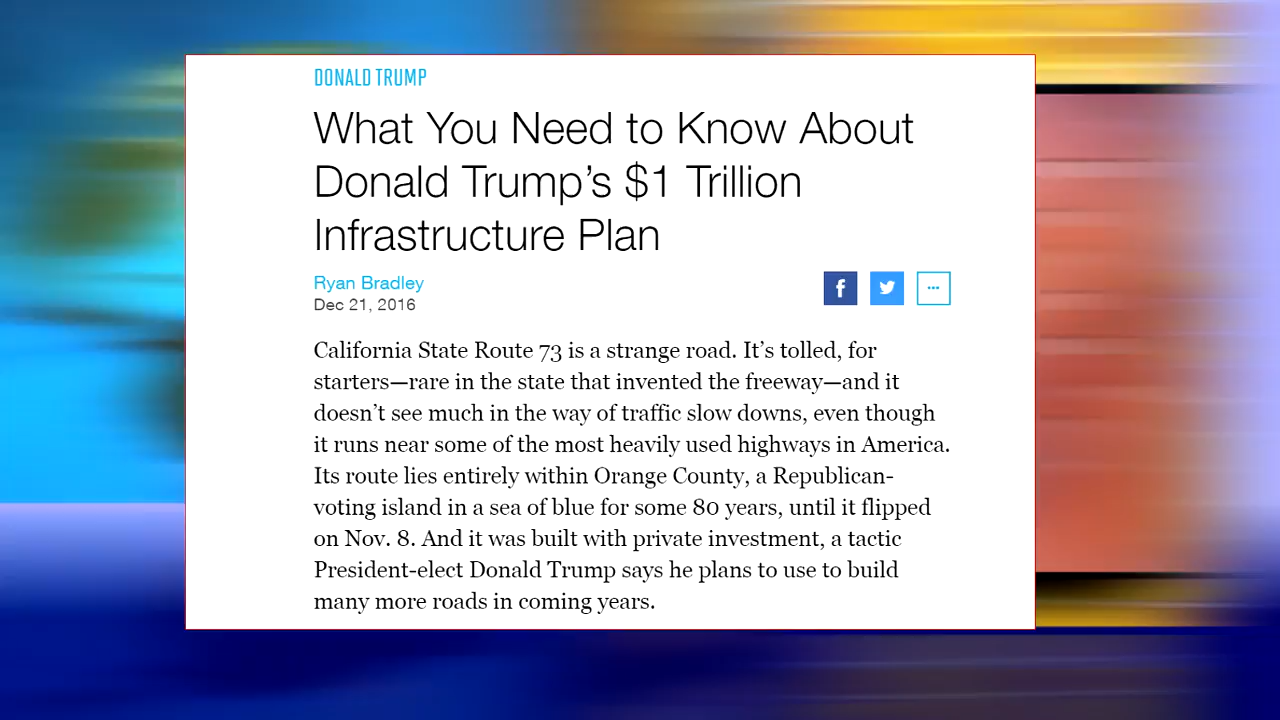 DONALD TRUMP
What You Need to Know About
Donald Trump’s $1 Trillion
Infrastructure Plan
Ryan Bradley
Dec 21, 2016
California State Route 73 is a strange road. It’s tolled, for
starters—rare in the state that invented the freeway—and it
doesn’t see much in the way of traffic slow downs, even though
it runs near some of the most heavily used highways in America.
Its route lies entirely within Orange County, a Republican-
voting island in a sea of blue for some 80 years, until it flipped
on Nov. 8. And it was built with private investment, a tactic
President-elect Donald Trump says he plans to use to build
many more roads in coming years.